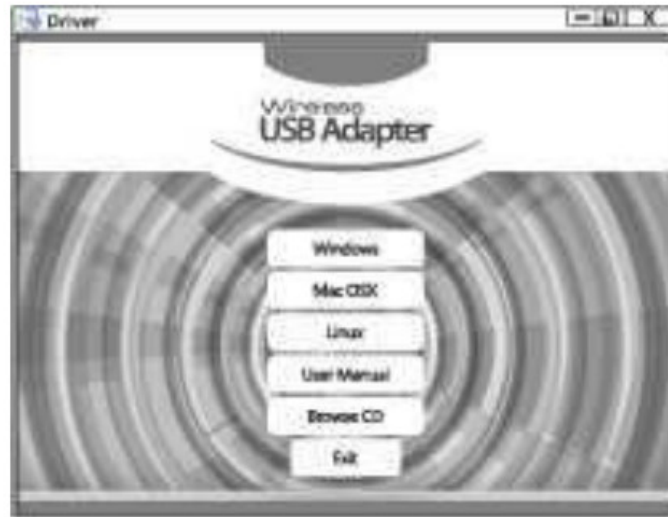 Driver
Wireless
USB Adapter
Windows
Mac OSX
Linux
User Manual
Browse CD
Exit